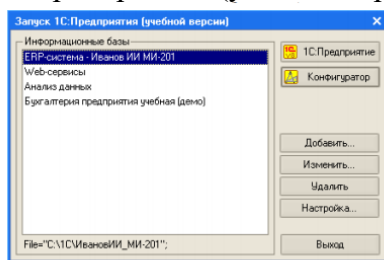 Запуск 1С:Предприятия (учебной версии)
Информационные базы
ERP-система - Иванов ИИ МИ-201
Web-сервисы
Анализ данных
Бухгалтерия предприятия учебная (демо)
1С:Предприятие
Конфигуратор
Добавить...
Изменить...
Удалить
Настройка...
File="C:\1С\ИвановИИ_МИ-201";
Выход